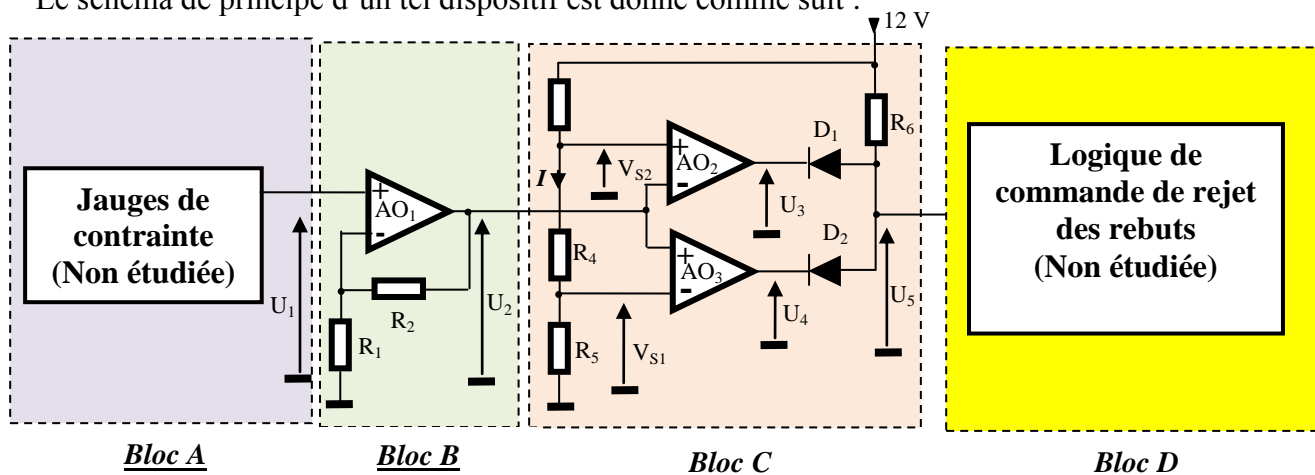 Le schéma de principe d'un tel dispositif est donné comme suit :
12 V
Jauges de
contrainte
(Non étudiée)
U1
+
AO1
-
R2
R1
U2
Bloc A
Bloc B
I
VS2
+
AO2
-
D1
R6
U3
R4
+
AO3
-
D2
U4
U5
R5
VS1
Bloc C
Logique de
commande de rejet
des rebuts
(Non étudiée)
Bloc D